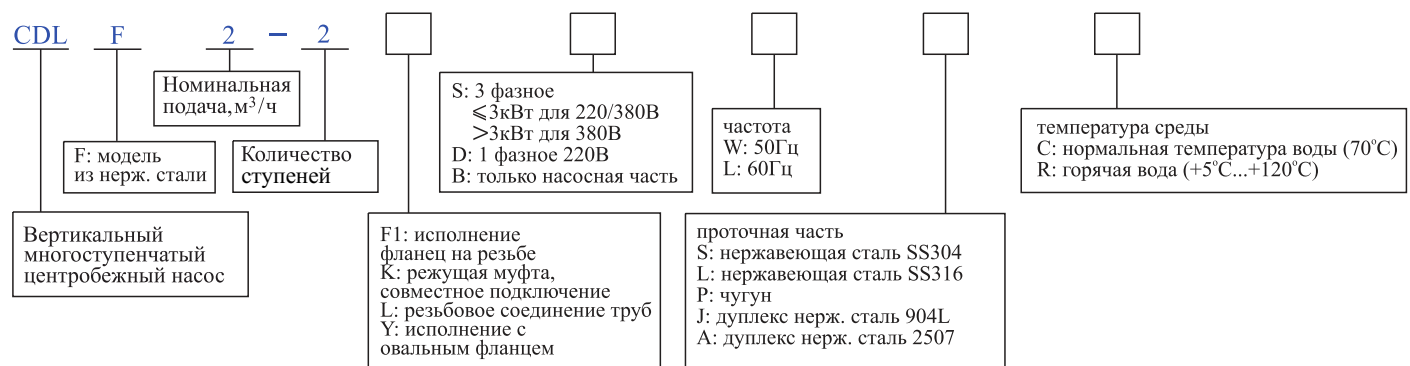 CDL F 2 - 2
Номинальная
подача, м³/ч
F: модель
из нерж. стали
Количество
ступеней
Вертикальный
многоступенчатый
центробежный насос
F1: исполнение
фланец на резьбе
K: режущая муфта,
совместное подключение
L: резьбовое соединение труб
Y: исполнение с
овальным фланцем
S: 3 фазное
⩽3кВт для 220/380В
>3кВт для 380В
D: 1 фазное 220В
B: только насосная часть
частота
W: 50Гц
L: 60Гц
проточная часть
S: нержавеющая сталь SS304
L: нержавеющая сталь SS316
P: чугун
J: дуплекс нерж. сталь 904L
A: дуплекс нерж. сталь 2507
температура среды
C: нормальная температура воды (70°C)
R: горячая вода (+5°C...+120°C)